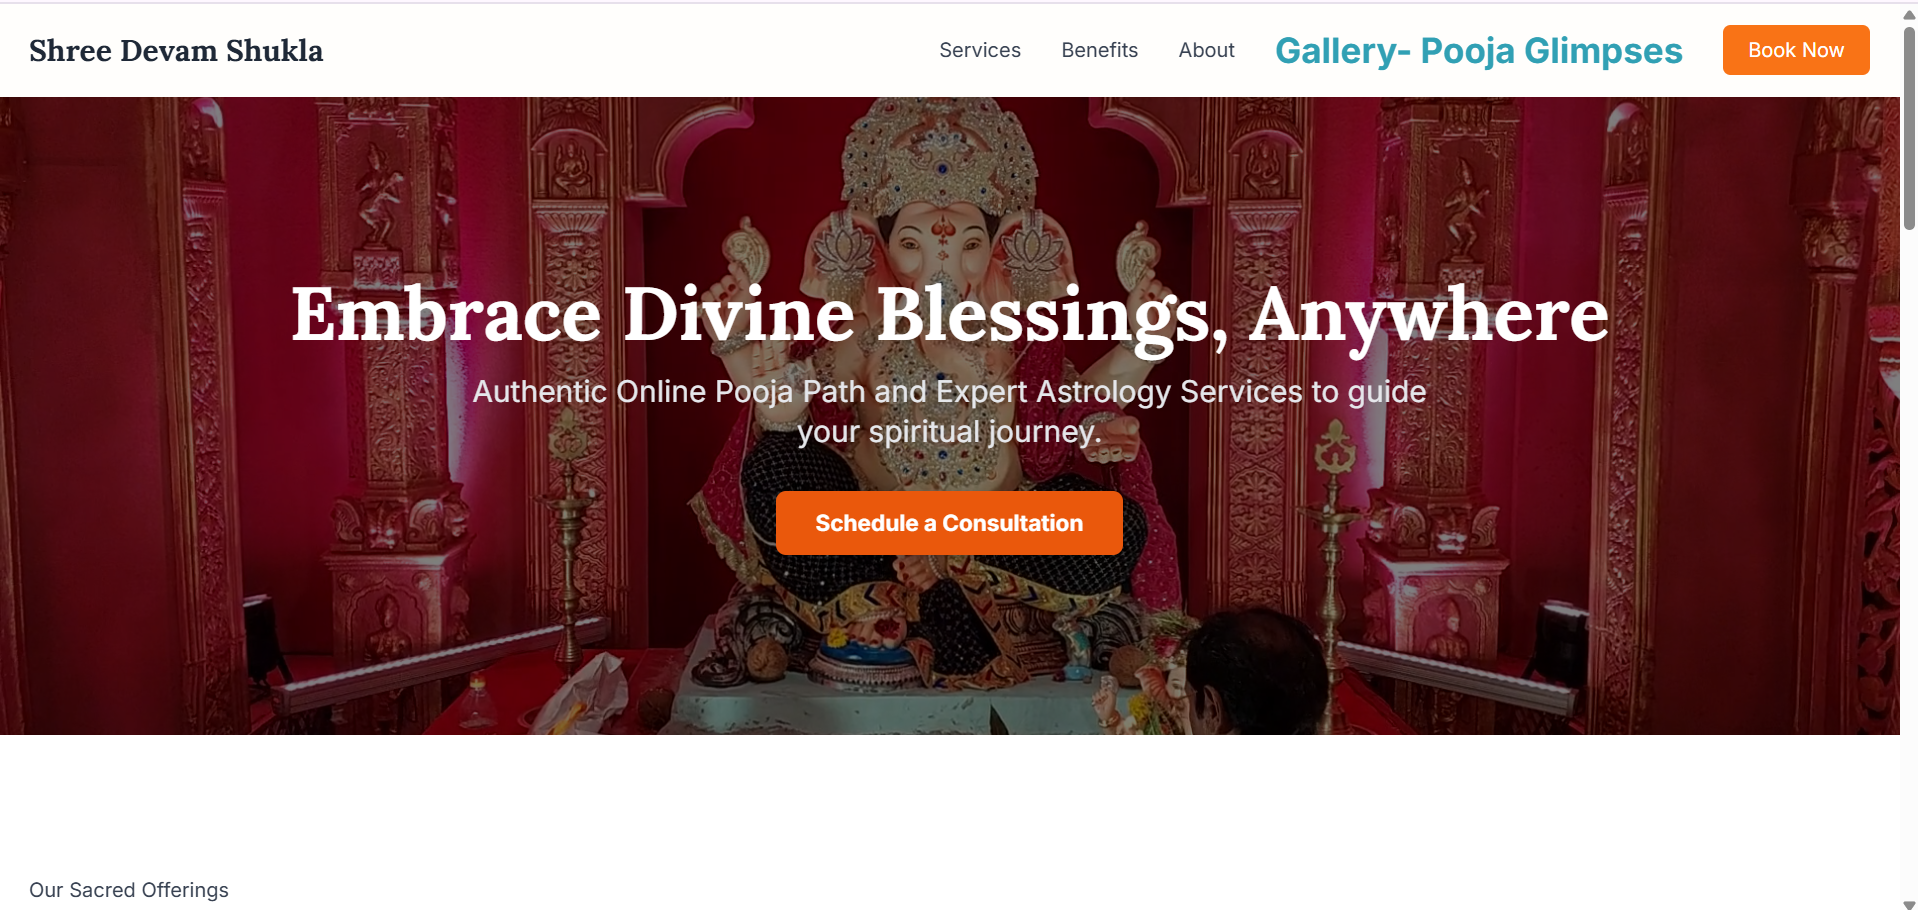 Shree Devam Shukla
Services
Benefits
About
Gallery- Pooja Glimpses
Book Now
Embrace Divine Blessings, Anywhere
Authentic Online Pooja Path and Expert Astrology Services to guide
your spiritual journey.
Schedule a Consultation
Our Sacred Offerings